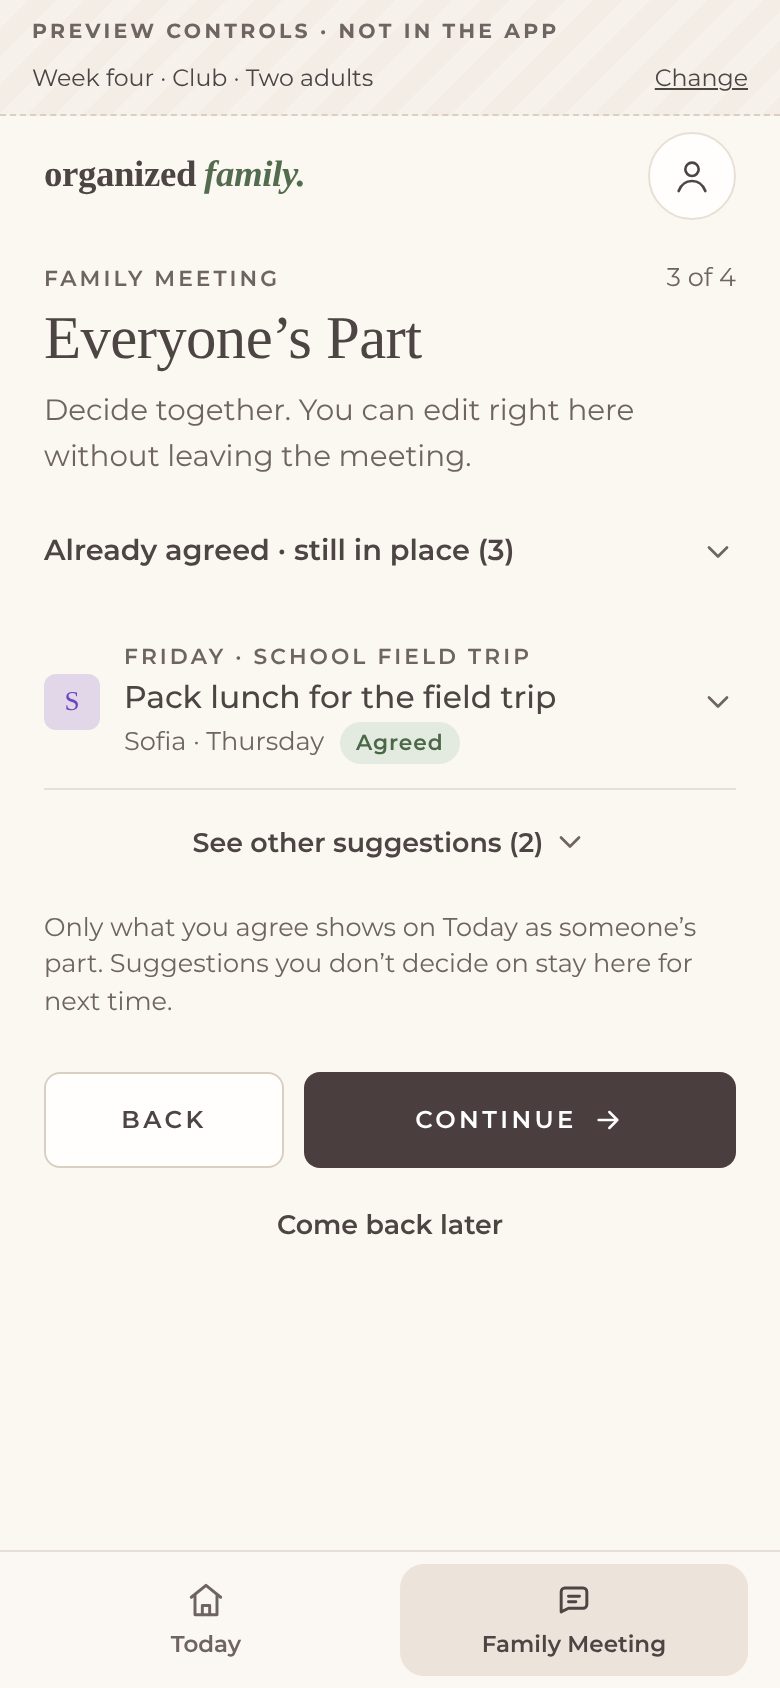 PREVIEW CONTROLS · NOT IN THE APP
Week four · Club · Two adults
Change
organized family.
FAMILY MEETING
3 of 4
Everyone’s Part
Decide together. You can edit right here
without leaving the meeting.
Already agreed · still in place (3)
FRIDAY · SCHOOL FIELD TRIP
S
Pack lunch for the field trip
Sofia · Thursday
Agreed
See other suggestions (2)
Only what you agree shows on Today as someone’s
part. Suggestions you don’t decide on stay here for
next time.
BACK
CONTINUE →
Come back later
Today
Family Meeting